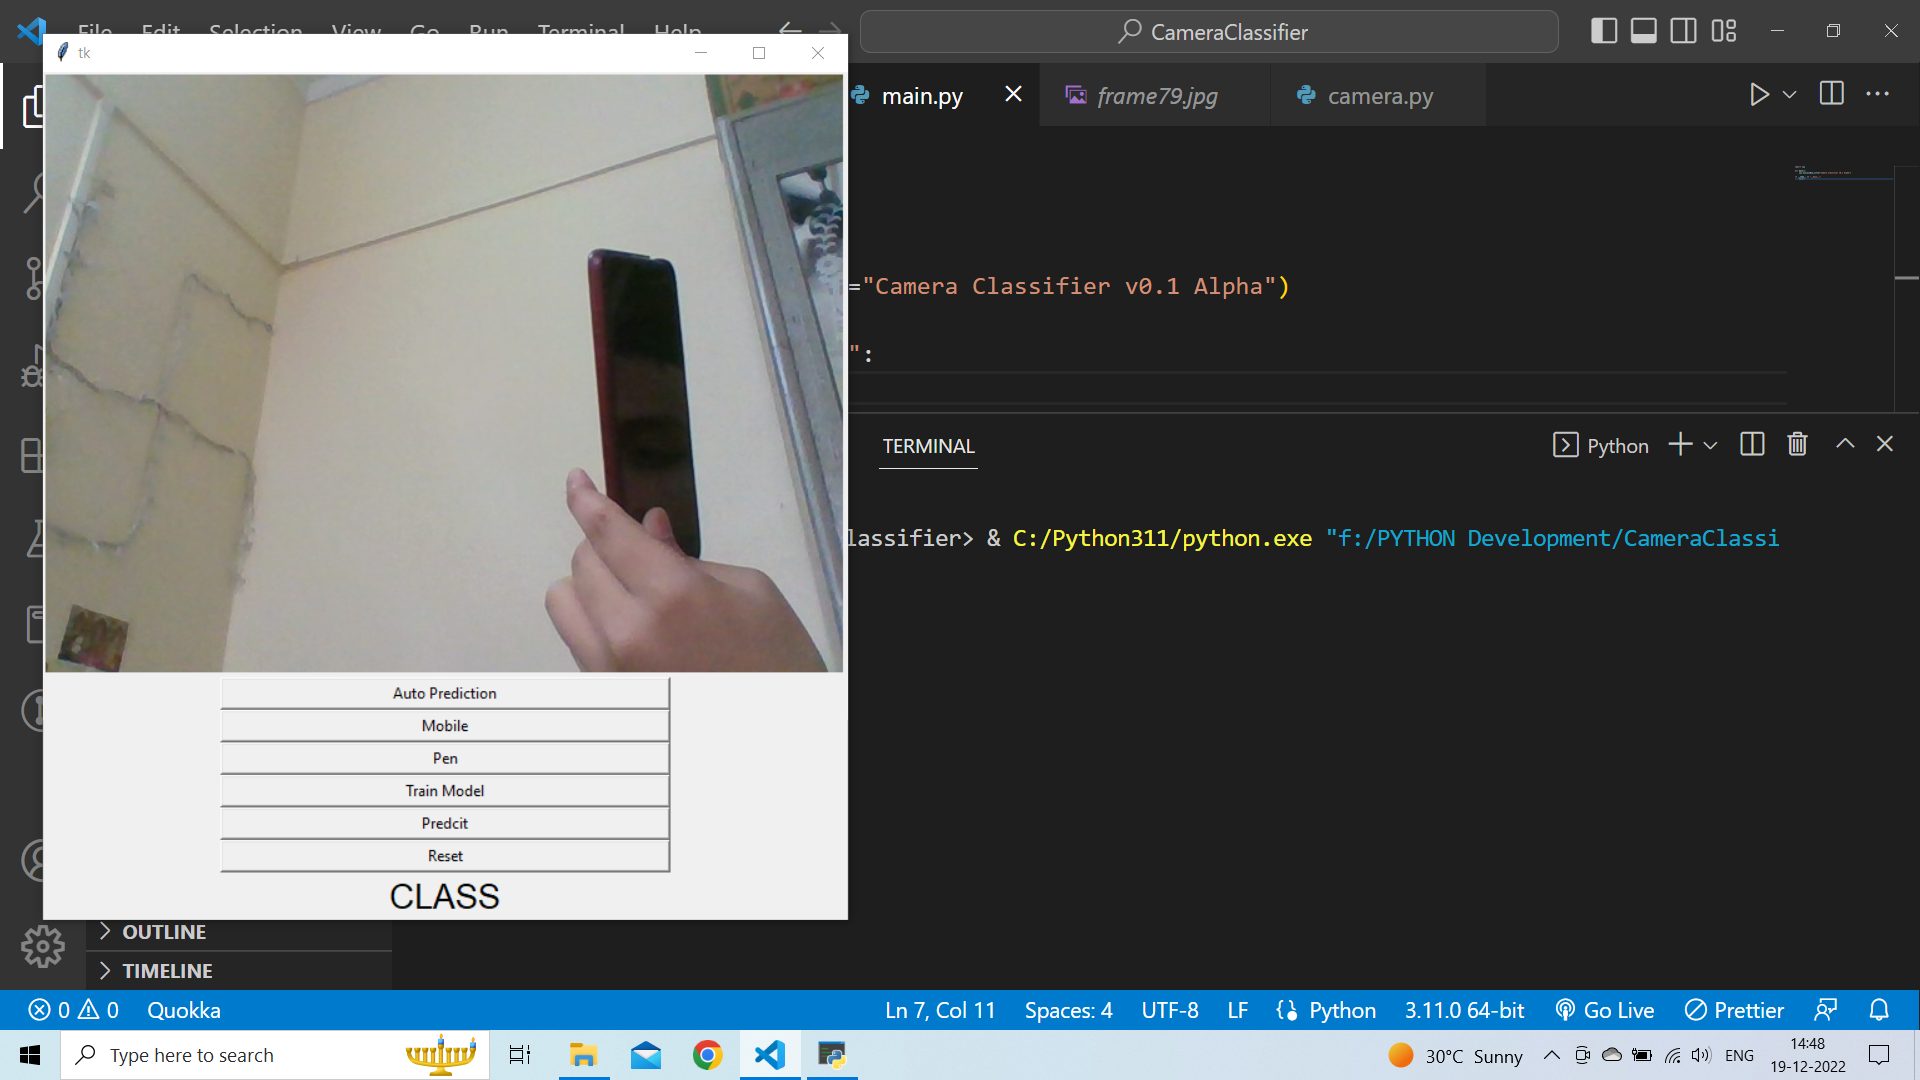 File Edit Selection View Go Run Terminal Help
CameraClassifier
tk
main.py
frame79.jpg
camera.py
="Camera Classifier v0.1 Alpha")
":
TERMINAL
Python
lassifier> & C:/Python311/python.exe "f:/PYTHON Development/CameraClassi
Auto Prediction
Mobile
Pen
Train Model
Predcit
Reset
CLASS
OUTLINE
TIMELINE
0 0 Quokka
Ln 7, Col 11 Spaces: 4 UTF-8 LF Python 3.11.0 64-bit Go Live Prettier
Type here to search
30°C Sunny
ENG
14:48
19-12-2022